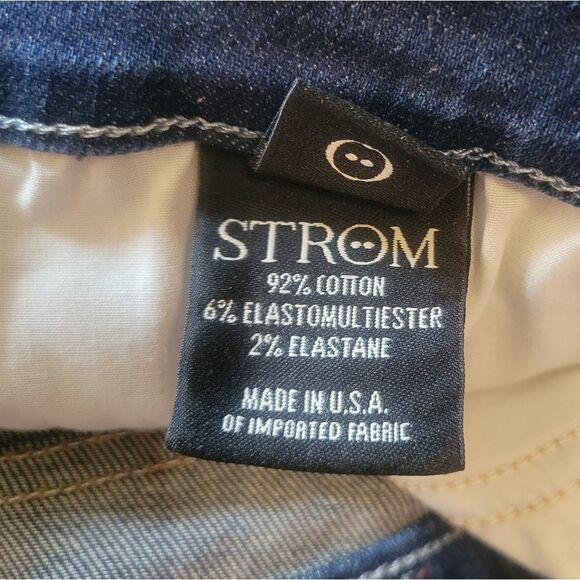 STROM
92% COTTON
6% ELASTOMULTIESTER
2% ELASTANE
MADE IN U.S.A.
OF IMPORTED FABRIC